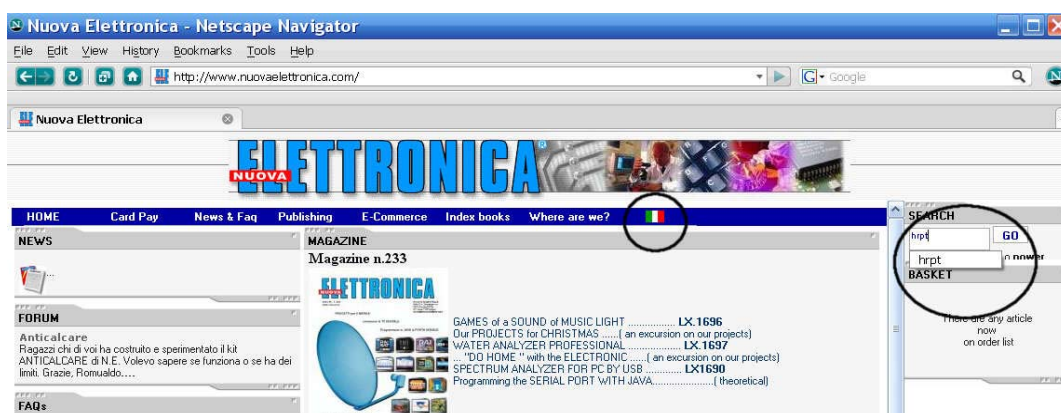 Nuova Elettronica - Netscape Navigator
File Edit View History Bookmarks Tools Help
http://www.nuovaelettronica.com/
G Google
Nuova Elettronica
NUOVA ELETTRONICA
HOME Card Pay News & Faq Publishing E-Commerce Index books Where are we?
SEARCH
hrpt GO
hrpt
power
BASKET
There are any article
now
on order list
NEWS
...
FORUM
Anticalcare
Ragazzi chi di voi ha costruito e sperimentato il kit
ANTICALCARE di N.E. Volevo sapere se funziona o se ha dei
limiti. Grazie, Romualdo....
FAQs
MAGAZINE
Magazine n.233
NUOVA ELETTRONICA
GAMES of a SOUND of MUSIC LIGHT ................ LX.1696
Our PROJECTS for CHRISTMAS ......( an excursion on our projects)
WATER ANALYZER PROFESSIONAL .................... LX.1697
... "DO HOME " with the ELECTRONIC ......( an excursion on our projects)
SPECTRUM ANALYZER FOR PC BY USB ............. LX1690
Programming the SERIAL PORT WITH JAVA......................( theoretical)